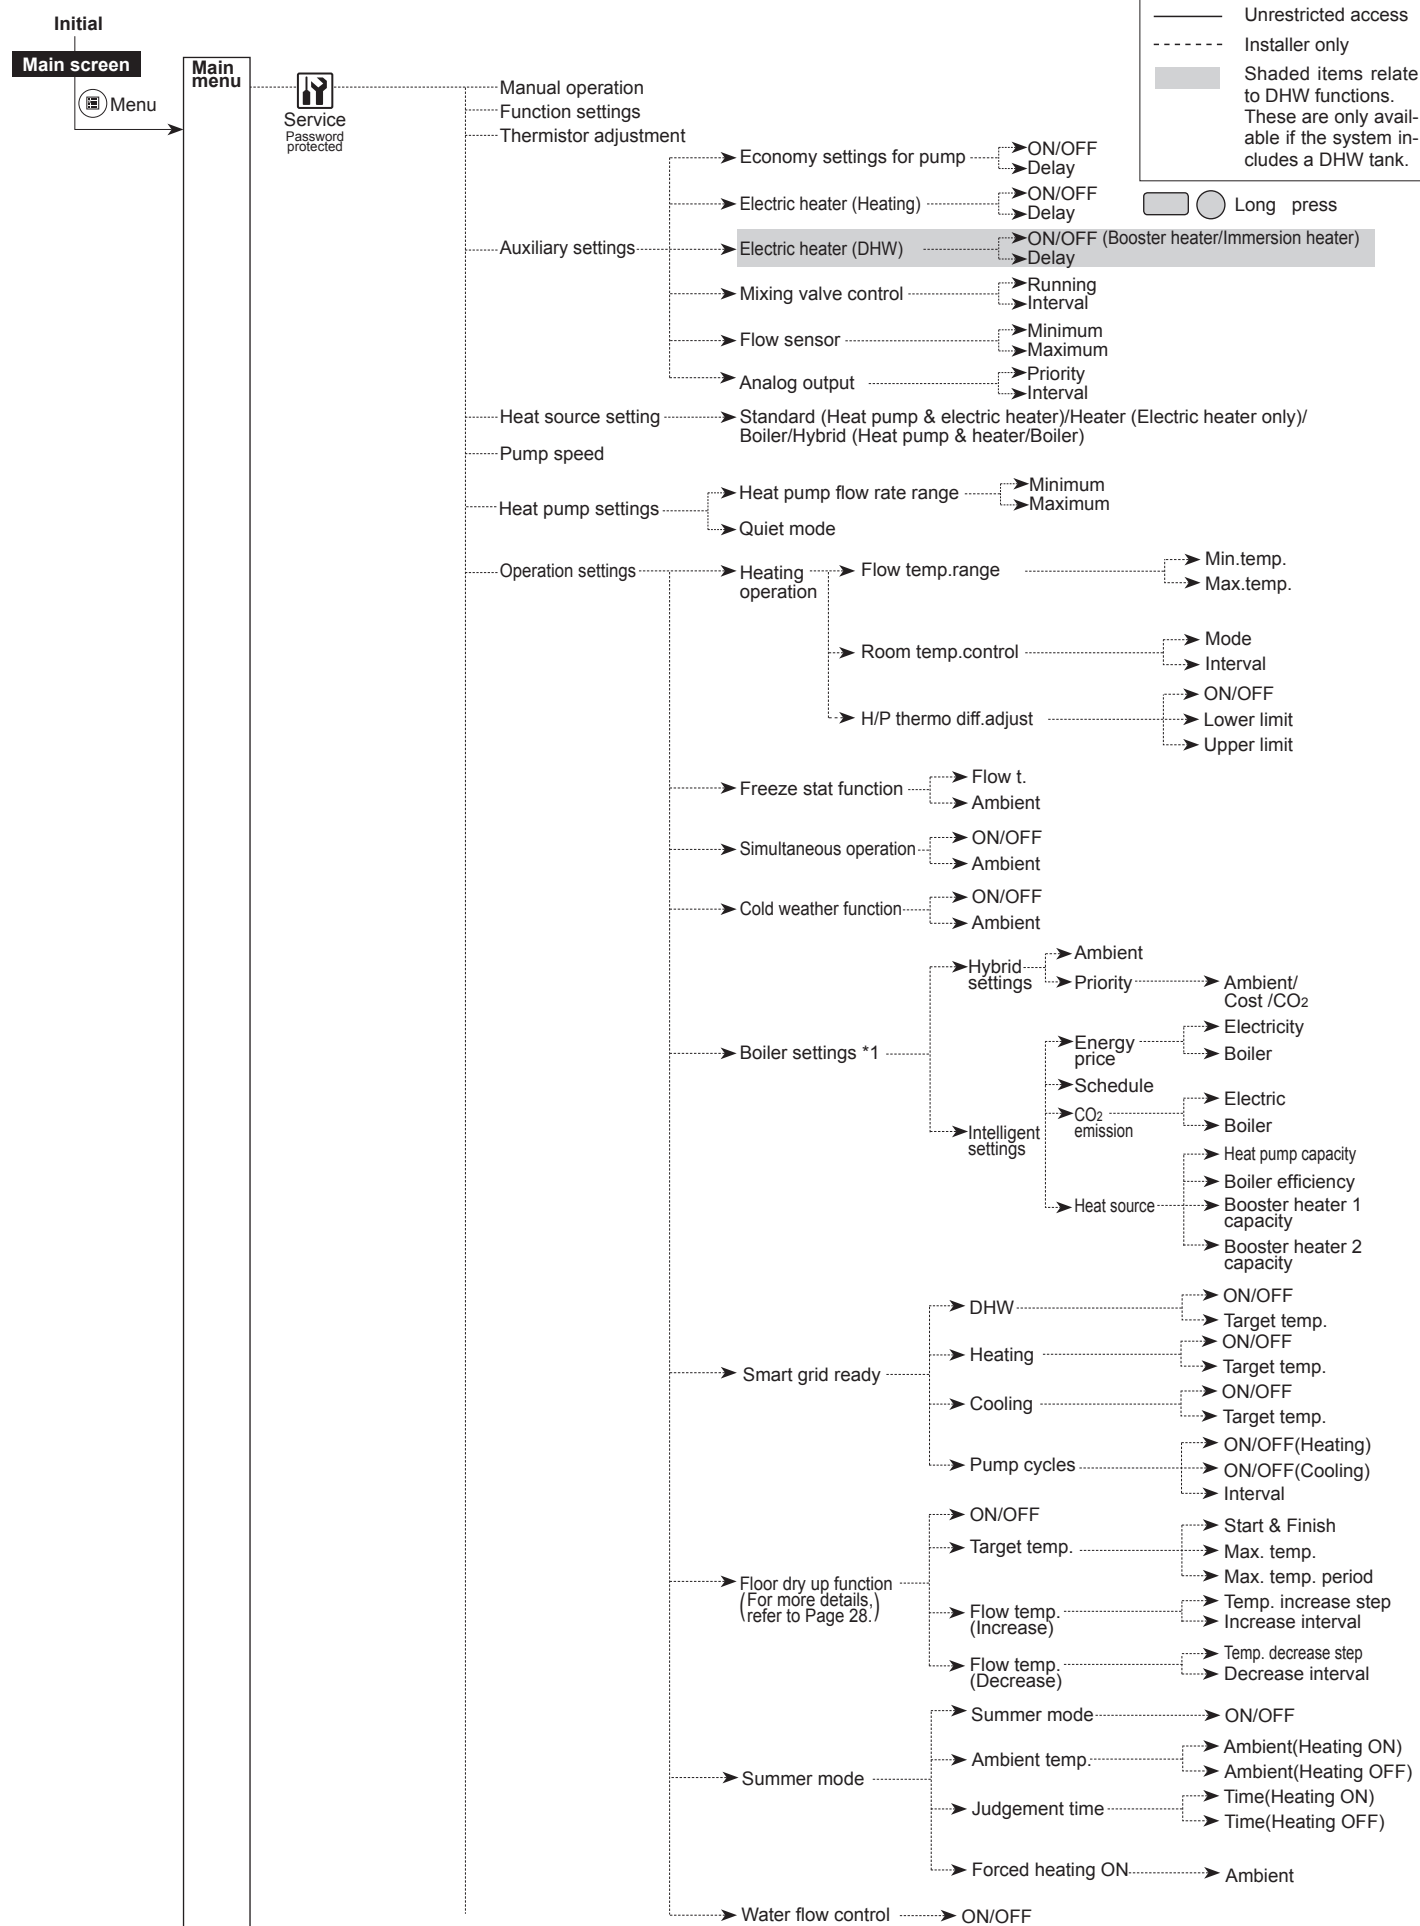 Initial
Main screen
Menu
Main
menu
Service
Password
protected
Unrestricted access
Installer only
Shaded items relate
to DHW functions.
These are only avail-
able if the system in-
cludes a DHW tank.
Long press
Manual operation
Function settings
Thermistor adjustment
Auxiliary settings
Economy settings for pump
ON/OFF
Delay
Electric heater (Heating)
ON/OFF
Delay
Electric heater (DHW)
ON/OFF (Booster heater/Immersion heater)
Delay
Mixing valve control
Running
Interval
Flow sensor
Minimum
Maximum
Analog output
Priority
Interval
Heat source setting
Standard (Heat pump & electric heater)/Heater (Electric heater only)/
Boiler/Hybrid (Heat pump & heater/Boiler)
Pump speed
Heat pump settings
Heat pump flow rate range
Minimum
Maximum
Quiet mode
Operation settings
Heating
operation
Flow temp.range
Min.temp.
Max.temp.
Room temp.control
Mode
Interval
H/P thermo diff.adjust
ON/OFF
Lower limit
Upper limit
Freeze stat function
Flow t.
Ambient
Simultaneous operation
ON/OFF
Ambient
Cold weather function
ON/OFF
Ambient
Boiler settings *1
Hybrid
settings
Ambient
Priority
Ambient/
Cost /CO2
Intelligent
settings
Energy
price
Electricity
Boiler
Schedule
CO2
emission
Electric
Boiler
Heat source
Heat pump capacity
Boiler efficiency
Booster heater 1
capacity
Booster heater 2
capacity
Smart grid ready
DHW
ON/OFF
Target temp.
Heating
ON/OFF
Target temp.
Cooling
ON/OFF
Target temp.
Pump cycles
ON/OFF(Heating)
ON/OFF(Cooling)
Interval
Floor dry up function
(For more details,
refer to Page 28.)
ON/OFF
Target temp.
Start & Finish
Max. temp.
Max. temp. period
Flow temp.
(Increase)
Temp. increase step
Increase interval
Flow temp.
(Decrease)
Temp. decrease step
Decrease interval
Summer mode
Summer mode
ON/OFF
Ambient temp.
Ambient(Heating ON)
Ambient(Heating OFF)
Judgement time
Time(Heating ON)
Time(Heating OFF)
Forced heating ON
Ambient
Water flow control
ON/OFF